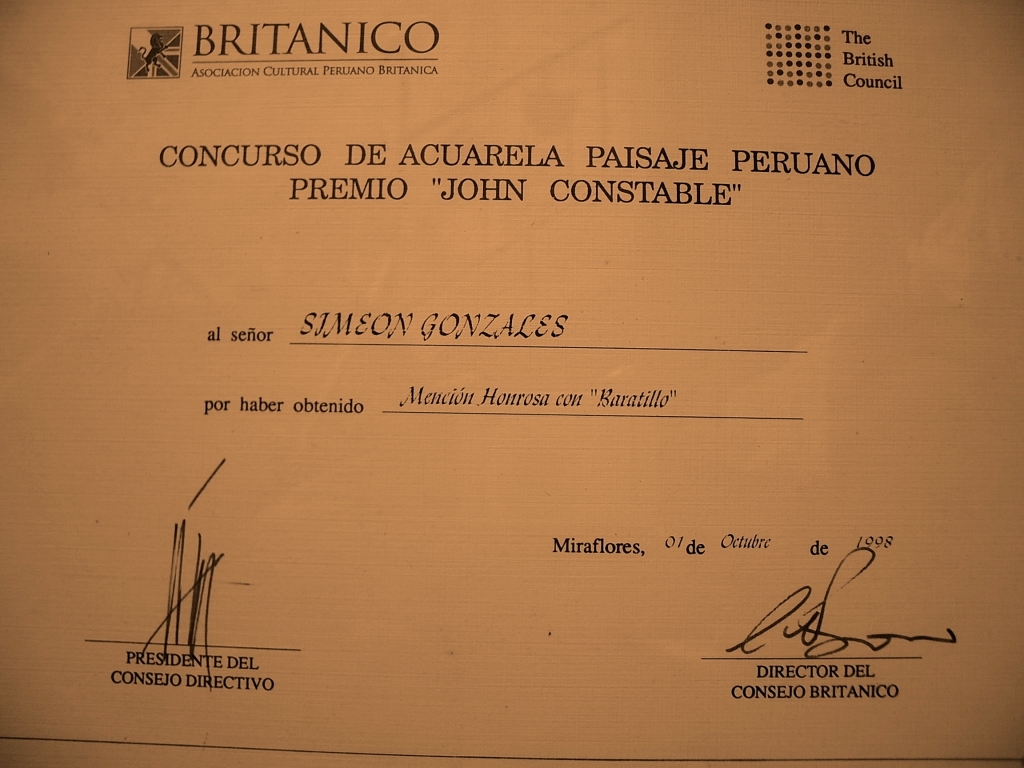 BRITANICO
ASOCIACION CULTURAL PERUANO BRITANICA
The
British
Council
CONCURSO DE ACUARELA PAISAJE PERUANO
PREMIO "JOHN CONSTABLE"
al señor SIMEON GONZALES
por haber obtenido Mención Honrosa con "Baratillo"
Miraflores, 01 de Octubre de 1998
PRESIDENTE DEL
CONSEJO DIRECTIVO
DIRECTOR DEL
CONSEJO BRITANICO